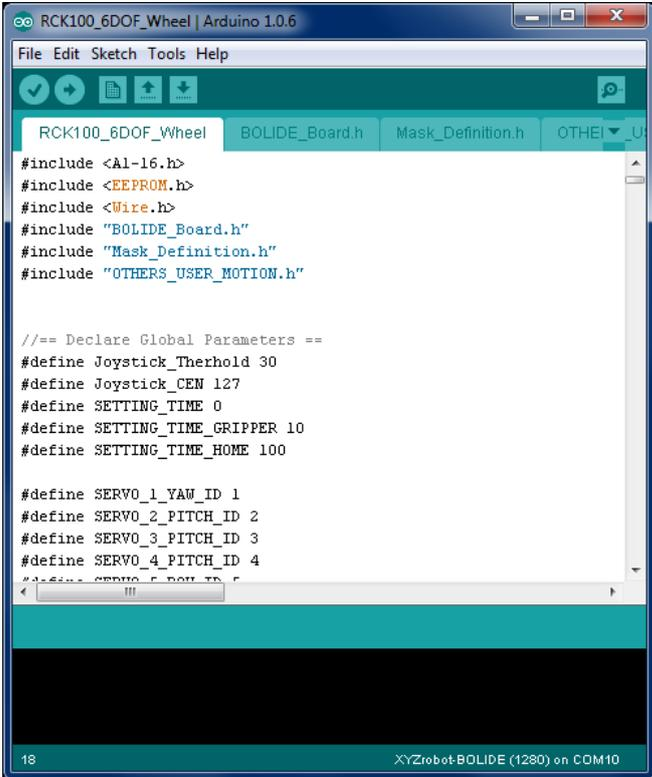 RCK100_6DOF_Wheel | Arduino 1.0.6
File Edit Sketch Tools Help
RCK100_6DOF_Wheel BOLIDE_Board.h Mask_Definition.h
#include <A1-16.h>
#include <EEPROM.h>
#include <Wire.h>
#include "BOLIDE_Board.h"
#include "Mask_Definition.h"
#include "OTHERS_USER_MOTION.h"
//== Declare Global Parameters ==
#define Joystick_Therhold 30
#define Joystick_CEN 127
#define SETTING_TIME 0
#define SETTING_TIME_GRIPPER 10
#define SETTING_TIME_HOME 100
#define SERVO_1_YAW_ID 1
#define SERVO_2_PITCH_ID 2
#define SERVO_3_PITCH_ID 3
#define SERVO_4_PITCH_ID 4
18 XYZrobot-BOLIDE (1280) on COM10